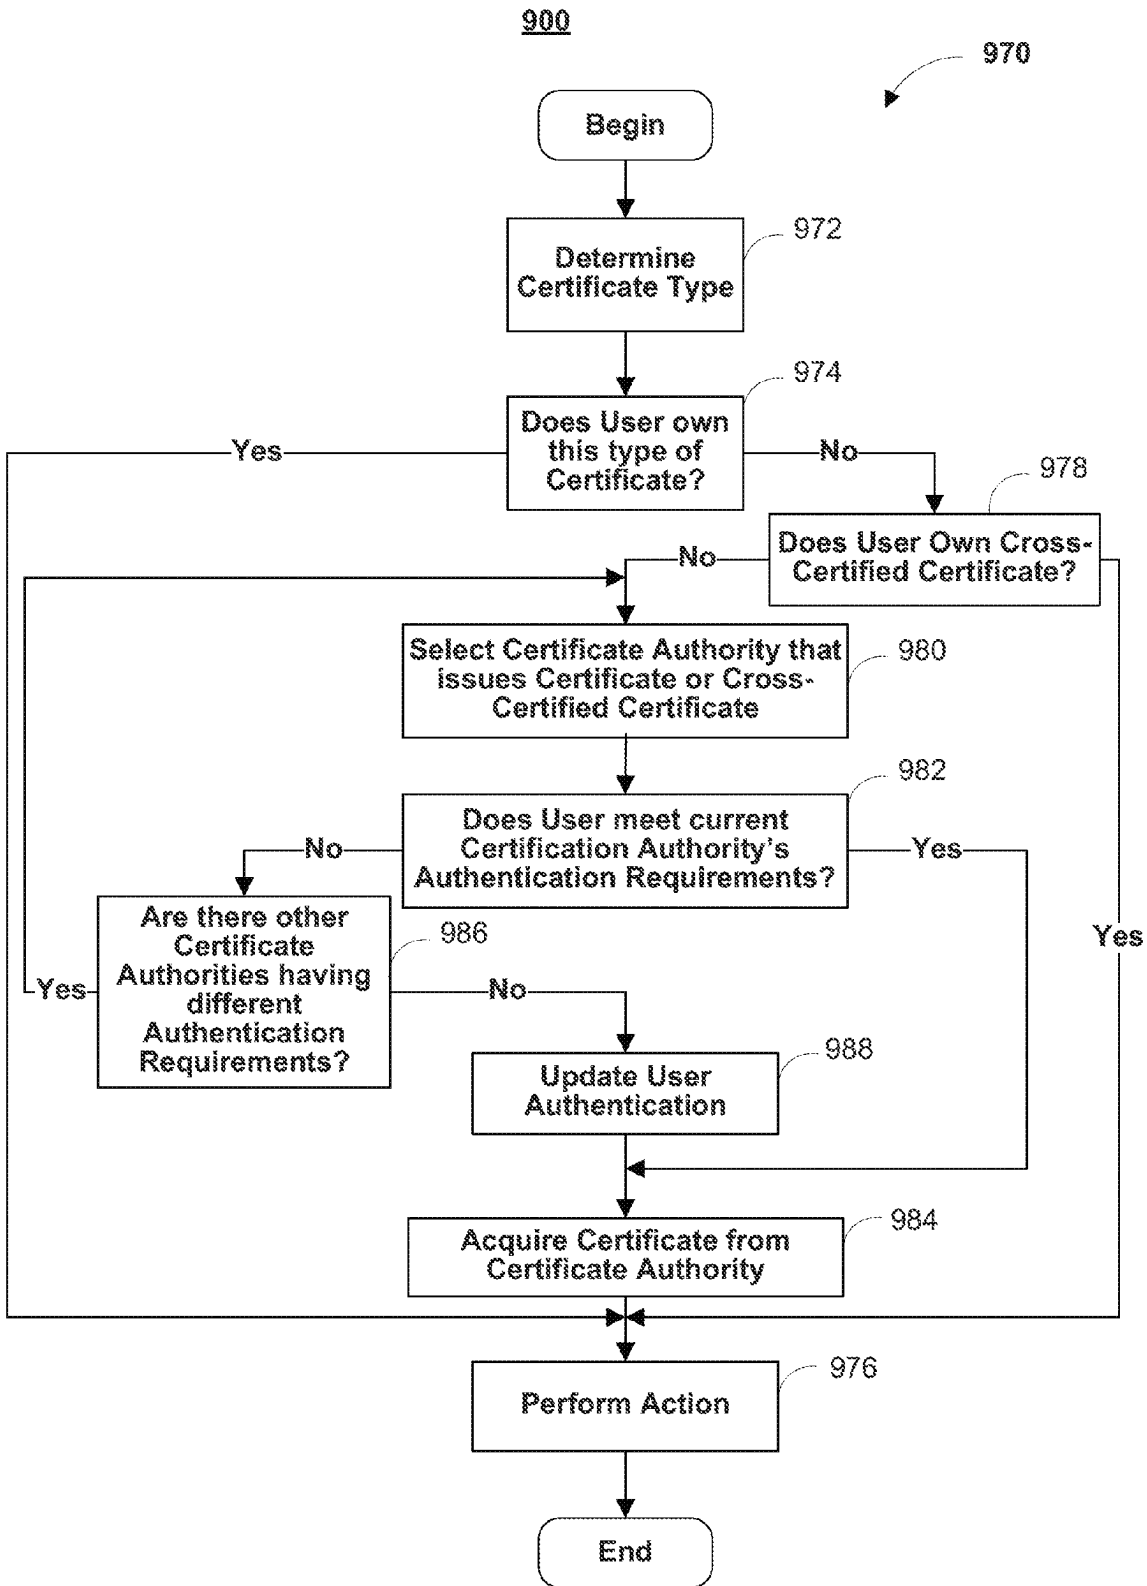 900
970
Begin
972
Determine
Certificate Type
974
Does User own
this type of
Certificate?
Yes
No
978
Does User Own Cross-
Certified Certificate?
No
Select Certificate Authority that
issues Certificate or Cross-
Certified Certificate
980
982
Does User meet current
Certification Authority's
Authentication Requirements?
No
Yes
Are there other
Certificate
Authorities having
different
Authentication
Requirements?
986
Yes
Yes
No
988
Update User
Authentication
984
Acquire Certificate from
Certificate Authority
976
Perform Action
End